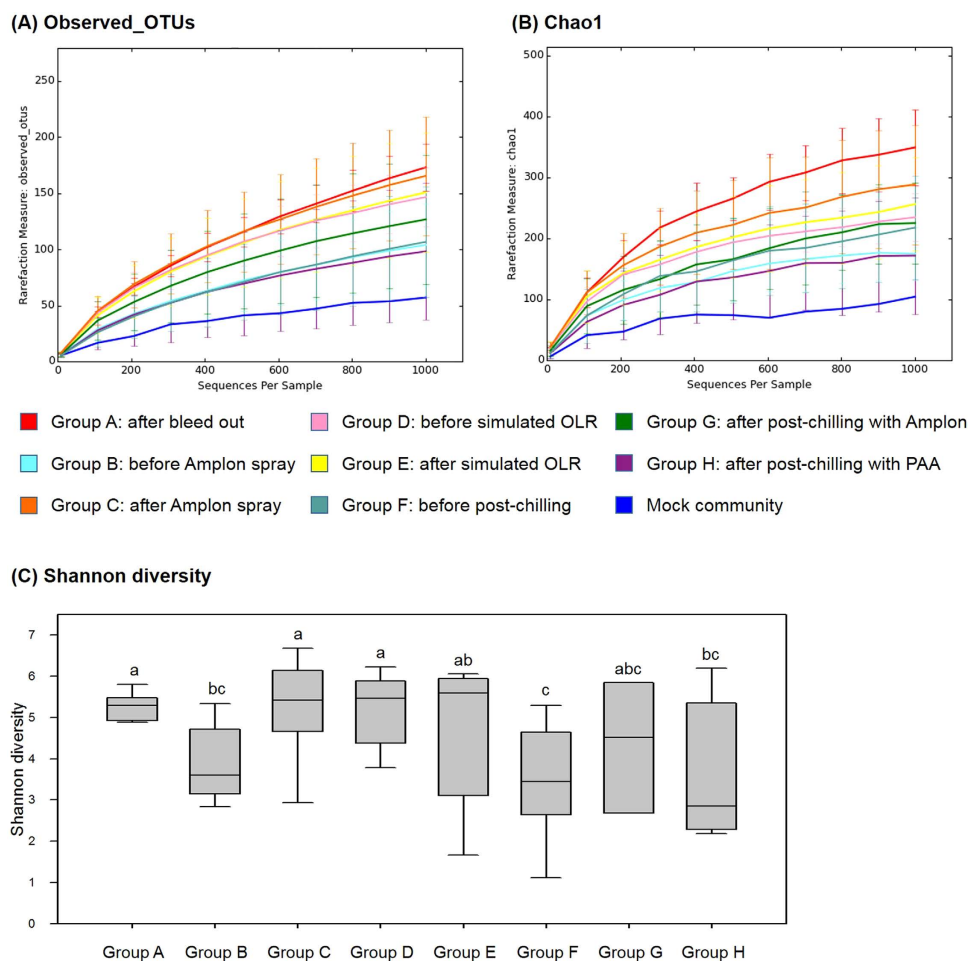 (A) Observed_OTUs
(B) Chao1
250
200
150
100
50
0
Rarefraction Measure: observed_otus
0 200 400 600 800 1000
Sequences Per Sample
500
400
300
200
100
0
Rarefraction Measure: chao1
0 200 400 600 800 1000
Sequences Per Sample
Group A: after bleed out
Group D: before simulated OLR
Group G: after post-chilling with Amplon
Group B: before Amplon spray
Group E: after simulated OLR
Group H: after post-chilling with PAA
Group C: after Amplon spray
Group F: before post-chilling
Mock community
(C) Shannon diversity
7
6
5
4
3
2
1
0
Shannon diversity
a bc a a ab c abc bc
Group A Group B Group C Group D Group E Group F Group G Group H